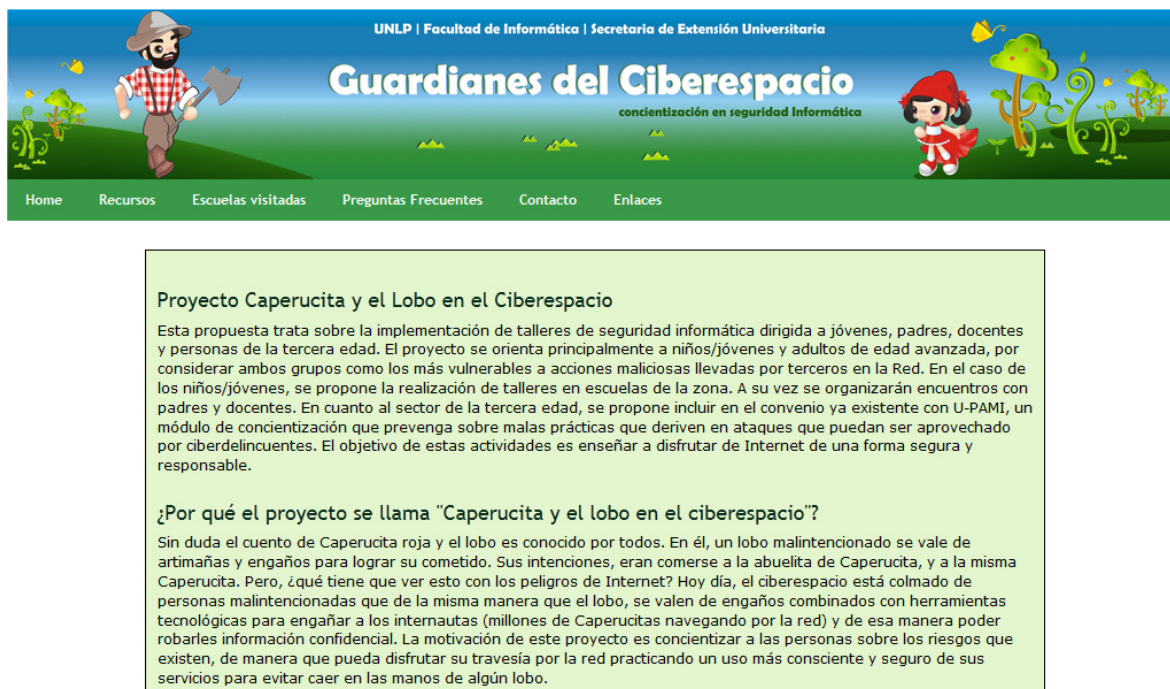 UNLP | Facultad de Informática | Secretaria de Extensión Universitaria
Guardianes del Ciberespacio
concientización en seguridad Informática
Home Recursos Escuelas visitadas Preguntas Frecuentes Contacto Enlaces
Proyecto Caperucita y el Lobo en el Ciberespacio
Esta propuesta trata sobre la implementación de talleres de seguridad informática dirigida a jóvenes, padres, docentes
y personas de la tercera edad. El proyecto se orienta principalmente a niños/jóvenes y adultos de edad avanzada, por
considerar ambos grupos como los más vulnerables a acciones maliciosas llevadas por terceros en la Red. En el caso de
los niños/jóvenes, se propone la realización de talleres en escuelas de la zona. A su vez se organizarán encuentros con
padres y docentes. En cuanto al sector de la tercera edad, se propone incluir en el convenio ya existente con U-PAMI, un
módulo de concientización que prevenga sobre malas prácticas que deriven en ataques que puedan ser aprovechado
por ciberdelincuentes. El objetivo de estas actividades es enseñar a disfrutar de Internet de una forma segura y
responsable.
¿Por qué el proyecto se llama "Caperucita y el lobo en el ciberespacio"?
Sin duda el cuento de Caperucita roja y el lobo es conocido por todos. En él, un lobo malintencionado se vale de
artimañas y engaños para lograr su cometido. Sus intenciones, eran comerse a la abuelita de Caperucita, y a la misma
Caperucita. Pero, ¿qué tiene que ver esto con los peligros de Internet? Hoy día, el ciberespacio está colmado de
personas malintencionadas que de la misma manera que el lobo, se valen de engaños combinados con herramientas
tecnológicas para engañar a los internautas (millones de Caperucitas navegando por la red) y de esa manera poder
robarles información confidencial. La motivación de este proyecto es concientizar a las personas sobre los riesgos que
existen, de manera que pueda disfrutar su travesía por la red practicando un uso más consciente y seguro de sus
servicios para evitar caer en las manos de algún lobo.